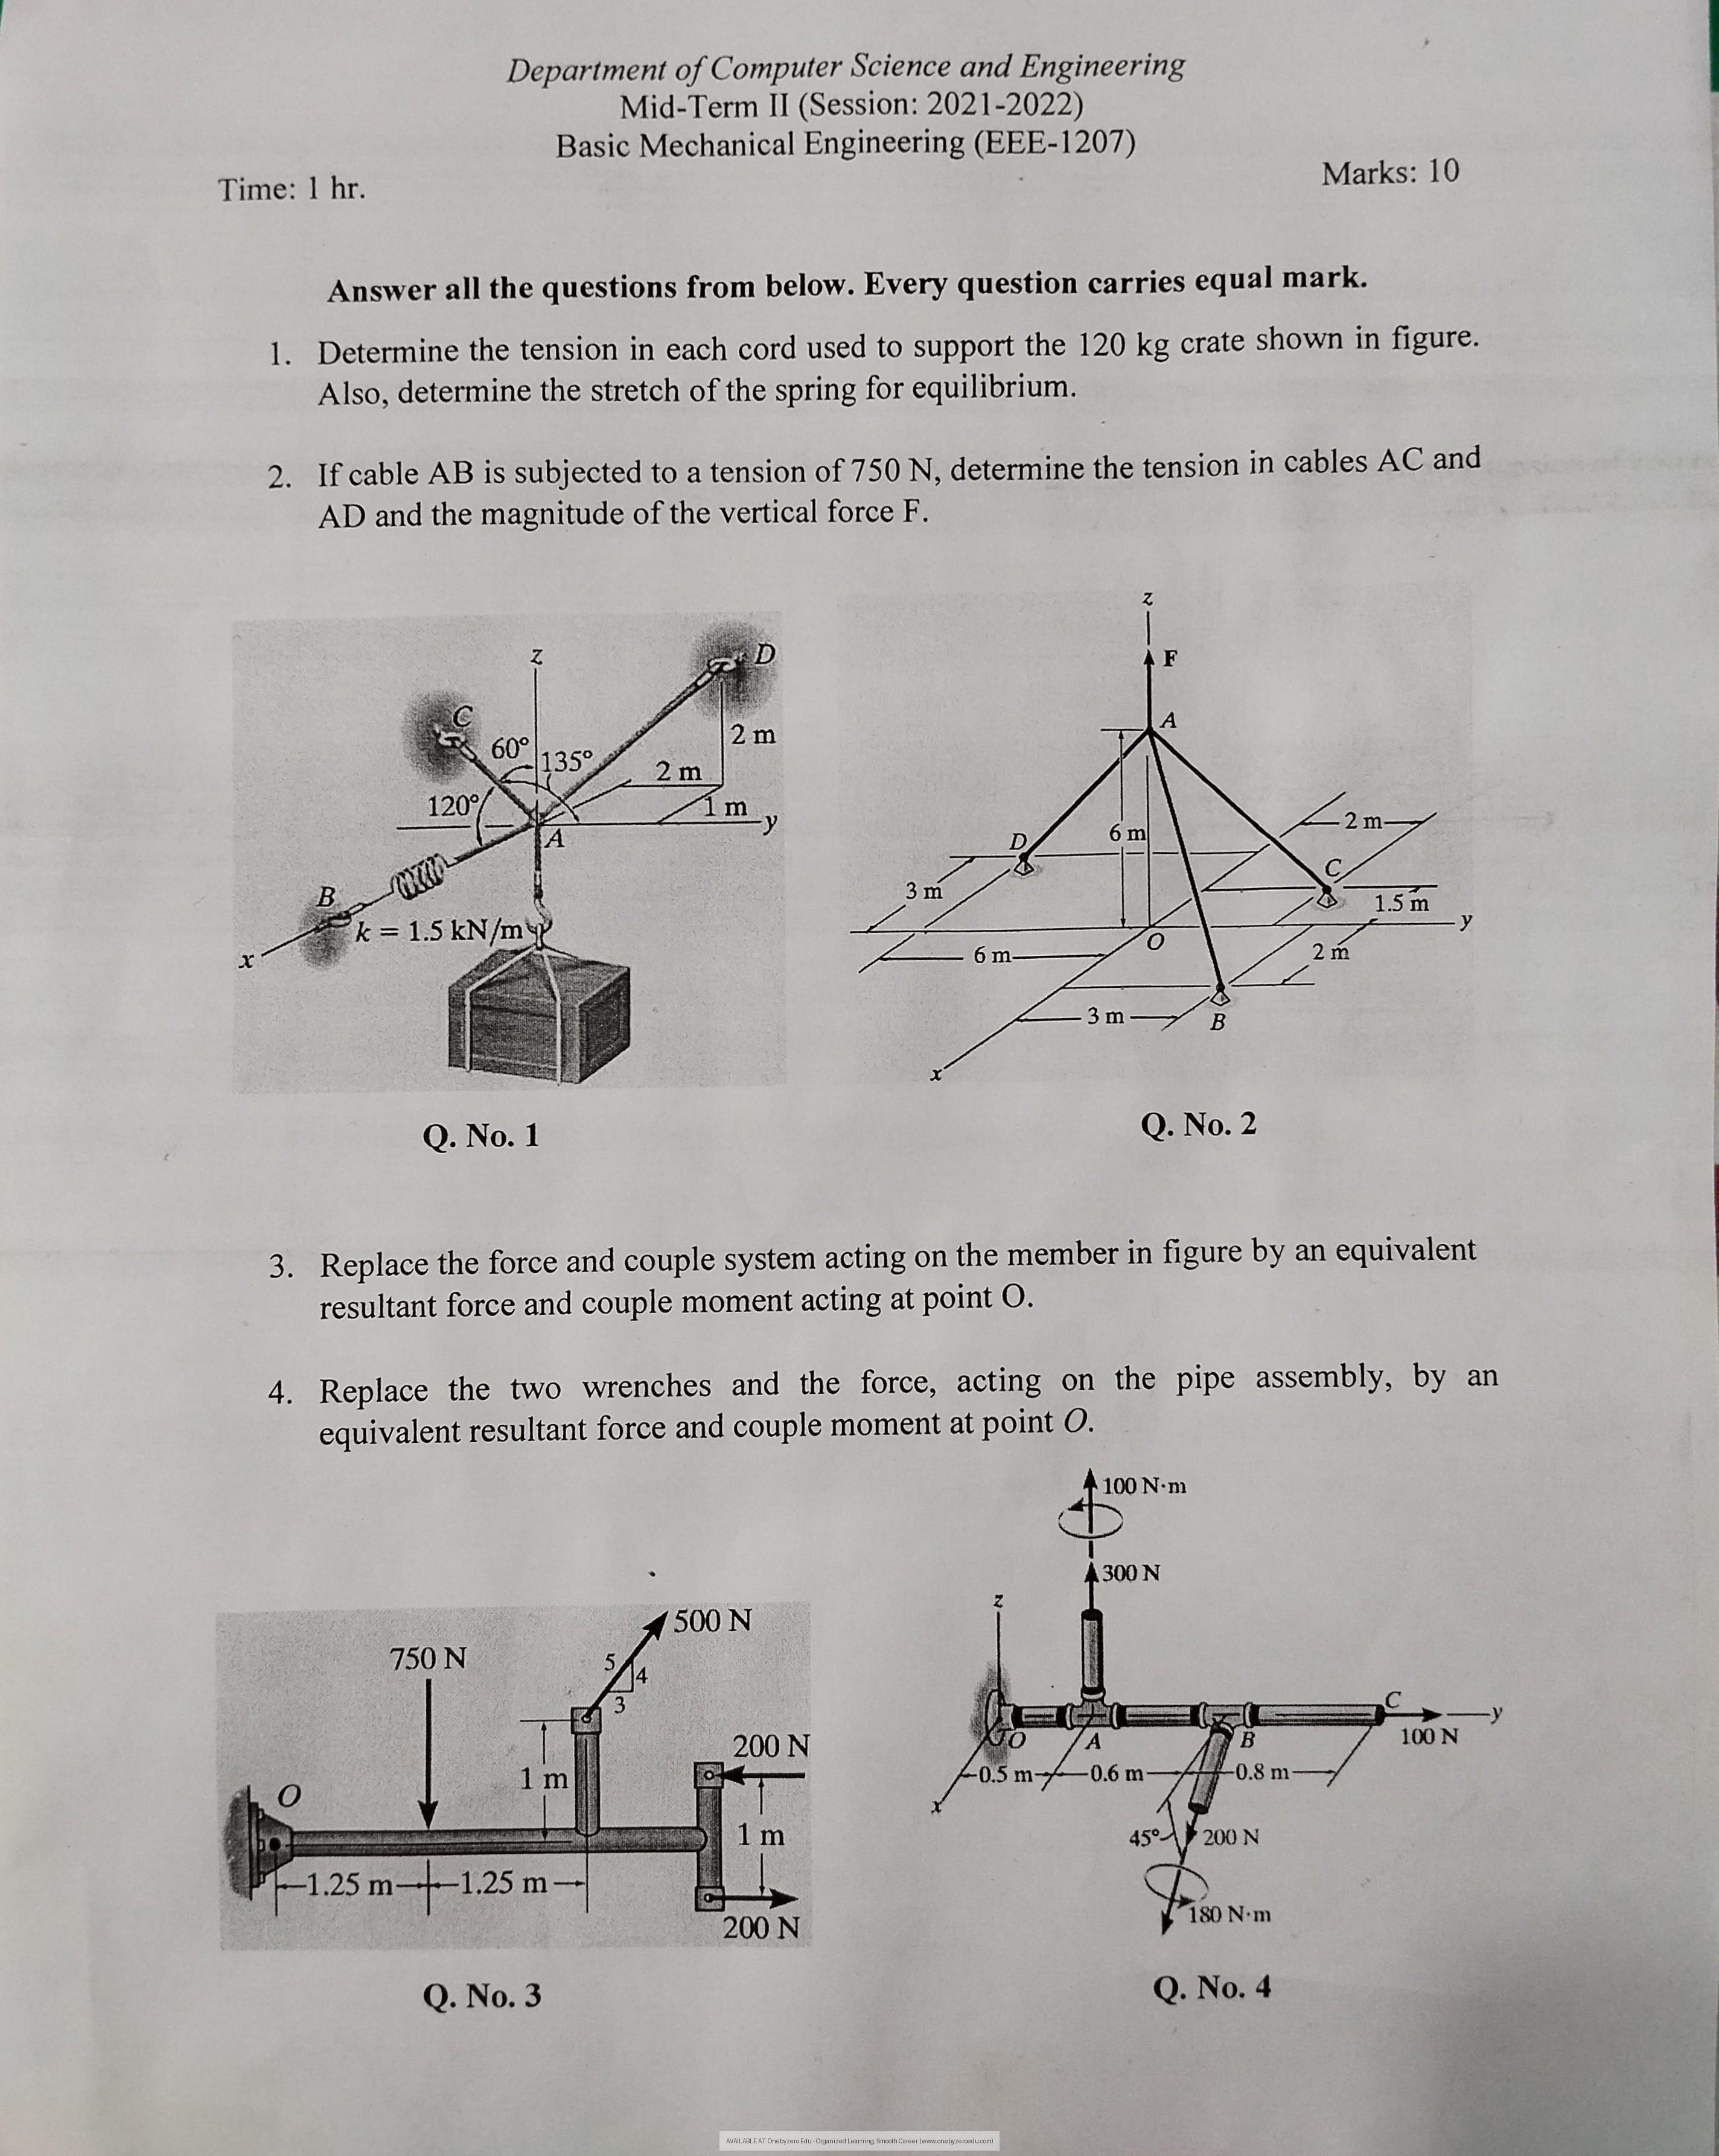 Department of Computer Science and Engineering
Mid-Term II (Session: 2021-2022)
Basic Mechanical Engineering (EEE-1207)
Time: 1 hr.
Marks: 10
Answer all the questions from below. Every question carries equal mark.
1. Determine the tension in each cord used to support the 120 kg crate shown in figure.
Also, determine the stretch of the spring for equilibrium.
2. If cable AB is subjected to a tension of 750 N, determine the tension in cables AC and
AD and the magnitude of the vertical force F.
z
D
C
60°
135°
2 m
2 m
120°
1 m
y
A
B
k = 1.5 kN/m
x
Q. No. 1
z
F
A
2 m
6 m
D
C
3 m
1.5 m
y
O
6 m
2 m
3 m
B
x
Q. No. 2
3. Replace the force and couple system acting on the member in figure by an equivalent
resultant force and couple moment acting at point O.
4. Replace the two wrenches and the force, acting on the pipe assembly, by an
equivalent resultant force and couple moment at point O.
500 N
750 N
5
4
3
200 N
1 m
O
1 m
1.25 m
1.25 m
200 N
Q. No. 3
100 N·m
300 N
z
C
y
O
A
B
100 N
0.5 m
0.6 m
0.8 m
x
45°
200 N
180 N·m
Q. No. 4
AVAILABLE AT: Onebyzero Edu - Organized Learning, Smooth Career (www.onebyzeroedu.com)